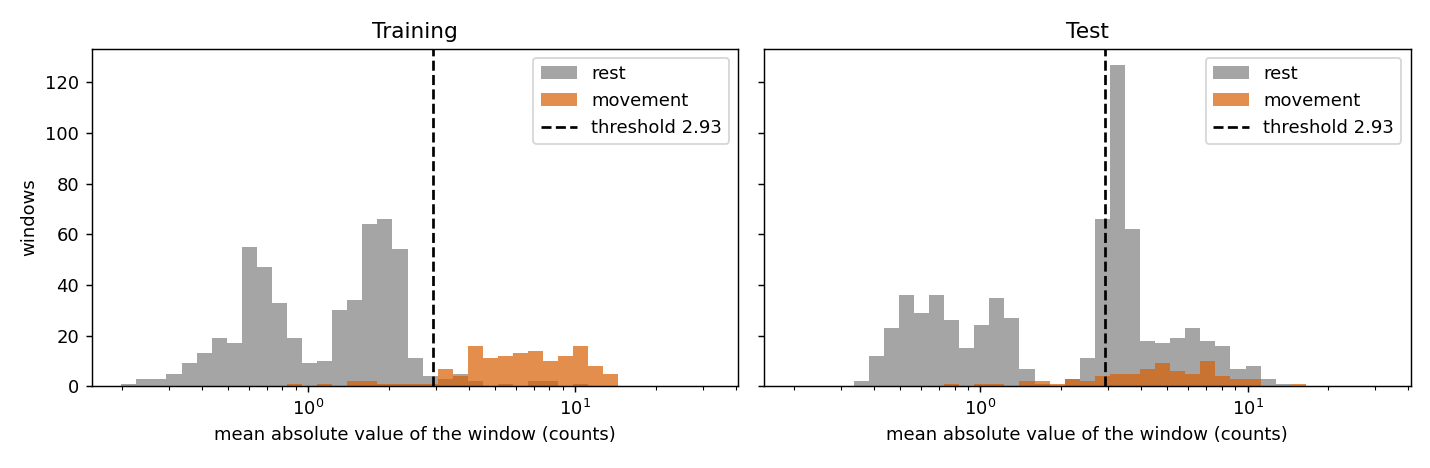 Training
Test
rest
movement
threshold 2.93
rest
movement
threshold 2.93
120
100
80
60
40
20
0
windows
10⁰
10¹
10⁰
10¹
mean absolute value of the window (counts)
mean absolute value of the window (counts)